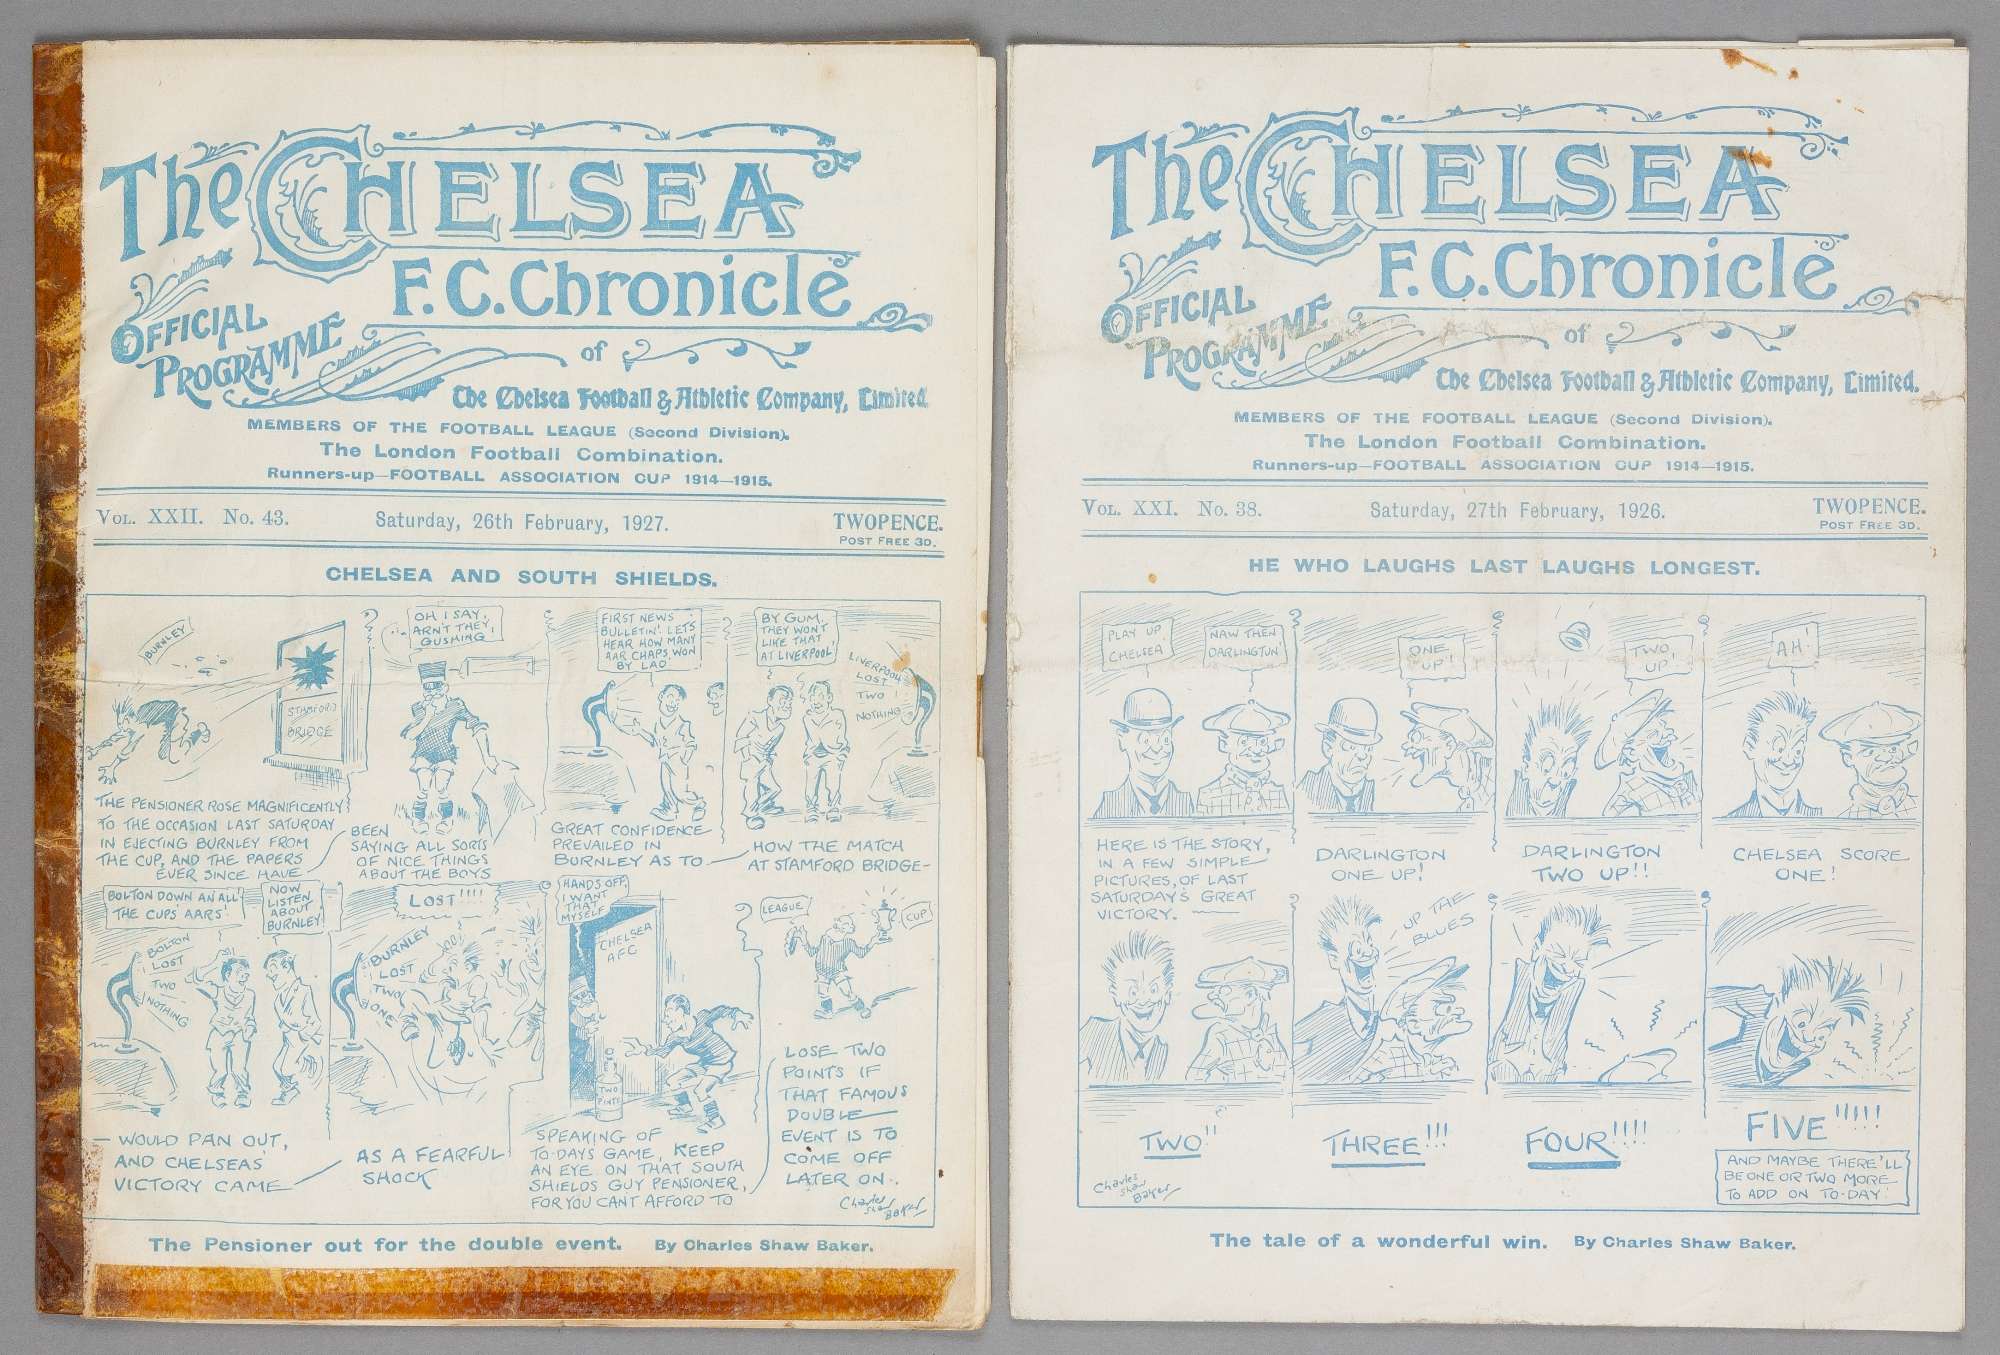 The CHELSEA
F.C. Chronicle
OFFICIAL
PROGRAMME
of
The Chelsea Football & Athletic Company, Limited.
MEMBERS OF THE FOOTBALL LEAGUE (Second Division).
The London Football Combination.
Runners-up—FOOTBALL ASSOCIATION CUP 1914—1915.
VOL. XXII. No. 43.
Saturday, 26th February, 1927.
TWOPENCE.
POST FREE 3D.
CHELSEA AND SOUTH SHIELDS.
BURNLEY
STAMFORD
BRIDGE
THE PENSIONER ROSE MAGNIFICENTLY
TO THE OCCASION LAST SATURDAY
IN EJECTING BURNLEY FROM
THE CUP, AND THE PAPERS
EVER SINCE HAVE
OH I SAY,
ARN'T THEY,
GUSHING
BEEN
SAYING ALL SORTS
OF NICE THINGS
ABOUT THE BOYS
FIRST NEWS
BULLETIN! LETS
HEAR HOW MANY
AAR CHAPS WON
BY LAD
GREAT CONFIDENCE
PREVAILED IN
BURNLEY AS TO
BY GUM.
THEY WONT
LIKE THAT
AT LIVERPOOL!
LIVERPOOL
LOST
TWO
NOTHING
HOW THE MATCH
AT STAMFORD BRIDGE-
BOLTON DOWN AN ALL!
THE CUPS AARS!
NOW
LISTEN
ABOUT
BURNLEY!
BOLTON
LOST
TWO
NOTHING
- WOULD PAN OUT,
AND CHELSEAS
VICTORY CAME
LOST!!!!
BURNLEY
LOST
TWO
ONE
AS A FEARFUL
SHOCK
HANDS OFF.
I WANT
THAT
MYSELF
CHELSEA
AFC
TWO
PINTS
SPEAKING OF
TO-DAYS GAME, KEEP
AN EYE ON THAT SOUTH
SHIELDS GUY PENSIONER,
FOR YOU CANT AFFORD TO
LEAGUE
CUP
LOSE TWO
POINTS IF
THAT FAMOUS
DOUBLE
EVENT IS TO
COME OFF
LATER ON.
Charles
Shaw
Baker
The Pensioner out for the double event. By Charles Shaw Baker.
The CHELSEA
F.C. Chronicle
OFFICIAL
PROGRAMME
of
The Chelsea Football & Athletic Company, Limited.
MEMBERS OF THE FOOTBALL LEAGUE (Second Division).
The London Football Combination.
Runners-up—FOOTBALL ASSOCIATION CUP 1914—1915.
VOL. XXI. No. 38.
Saturday, 27th February, 1926.
TWOPENCE.
POST FREE 3D.
HE WHO LAUGHS LAST LAUGHS LONGEST.
PLAY UP
CHELSEA
NAW THEN
DARLINGTON!
HERE IS THE STORY,
IN A FEW SIMPLE
PICTURES, OF LAST
SATURDAY'S GREAT
VICTORY.
ONE
UP!
DARLINGTON
ONE UP!
TWO
UP!
DARLINGTON
TWO UP!!
AH!
CHELSEA SCORE
ONE!
TWO!!
UP THE
BLUES
THREE!!!
FOUR!!!!
FIVE!!!!!
AND MAYBE THERE'LL
BE ONE OR TWO MORE
TO ADD ON TO-DAY!
Charles
Shaw
Baker
The tale of a wonderful win. By Charles Shaw Baker.